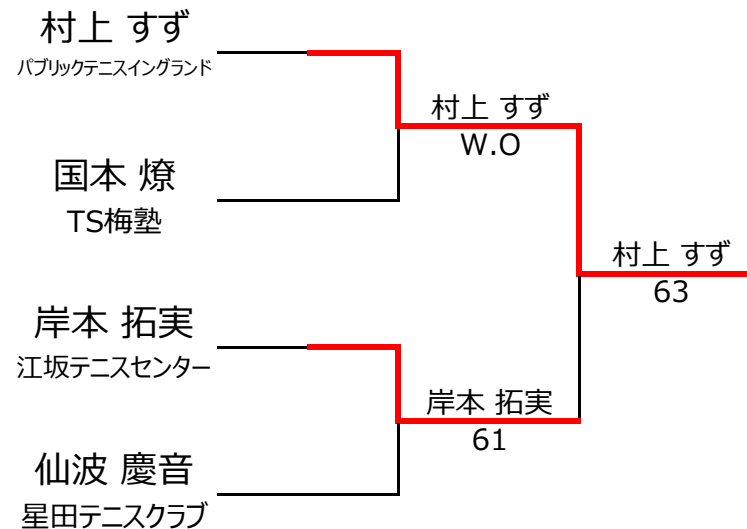 村上 すず
パブリックテニスイングランド
国本 燎
TS梅塾
岸本 拓実
江坂テニスセンター
仙波 慶音
星田テニスクラブ
村上 すず
W.O
岸本 拓実
61
村上 すず
63